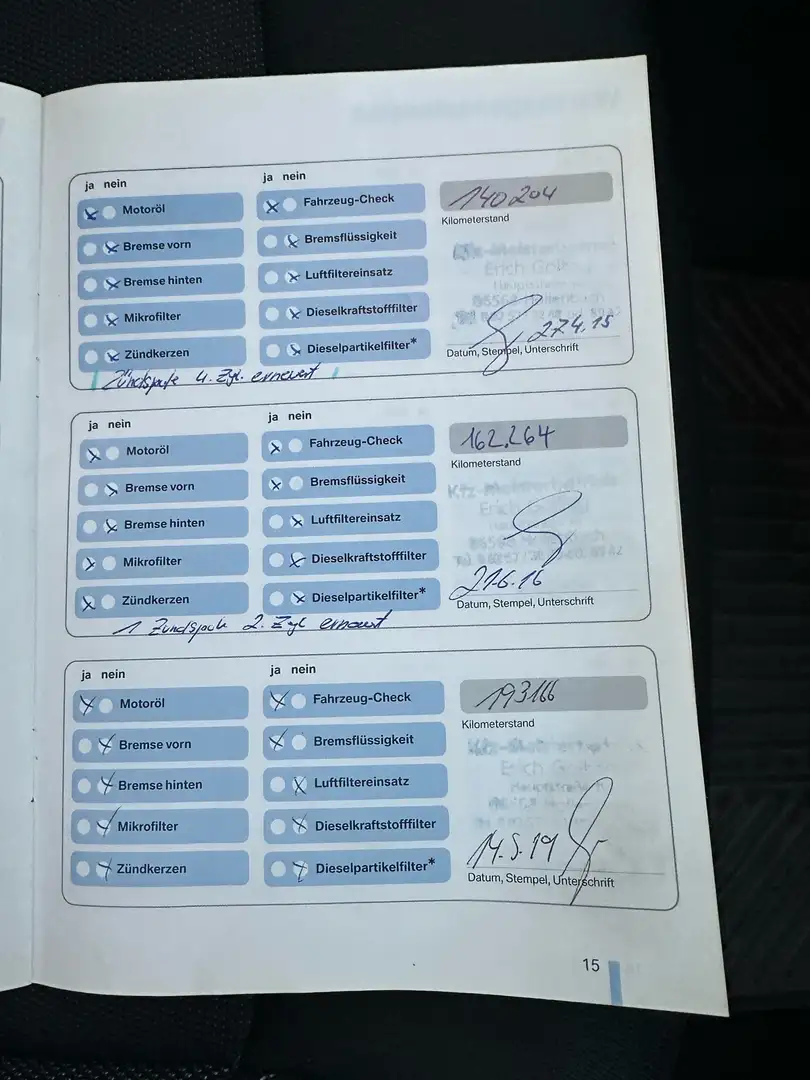 ja nein
ja nein
Motoröl
Fahrzeug-Check
140204
Kilometerstand
Bremse vorn
Bremsflüssigkeit
Bremse hinten
Luftfiltereinsatz
Mikrofilter
Dieselkraftstofffilter
Zündkerzen
Dieselpartikelfilter*
27.4.15
Datum, Stempel, Unterschrift
Zündspule 4. Zyl. erneuert
ja nein
ja nein
Motoröl
Fahrzeug-Check
162.264
Kilometerstand
Bremse vorn
Bremsflüssigkeit
Bremse hinten
Luftfiltereinsatz
Mikrofilter
Dieselkraftstofffilter
Zündkerzen
Dieselpartikelfilter*
21.6.16
Datum, Stempel, Unterschrift
1 Zündspule 2. Zyl erneuert
ja nein
ja nein
Motoröl
Fahrzeug-Check
193166
Kilometerstand
Bremse vorn
Bremsflüssigkeit
Bremse hinten
Luftfiltereinsatz
Mikrofilter
Dieselkraftstofffilter
Zündkerzen
Dieselpartikelfilter*
14.5.19
Datum, Stempel, Unterschrift
15